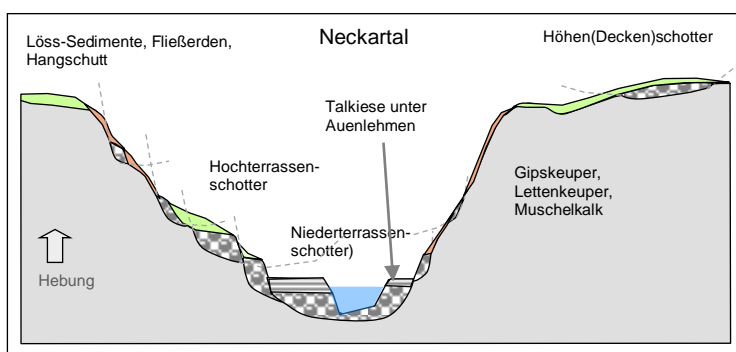 Neckartal
Löss-Sedimente, Fließerden,
Hangschutt
Höhen(Decken)schotter
Talkiese unter
Auenlehmen
Hochterrassen-
schotter
Gipskeuper,
Lettenkeuper,
Muschelkalk
Niederterrassen-
schotter)
Hebung